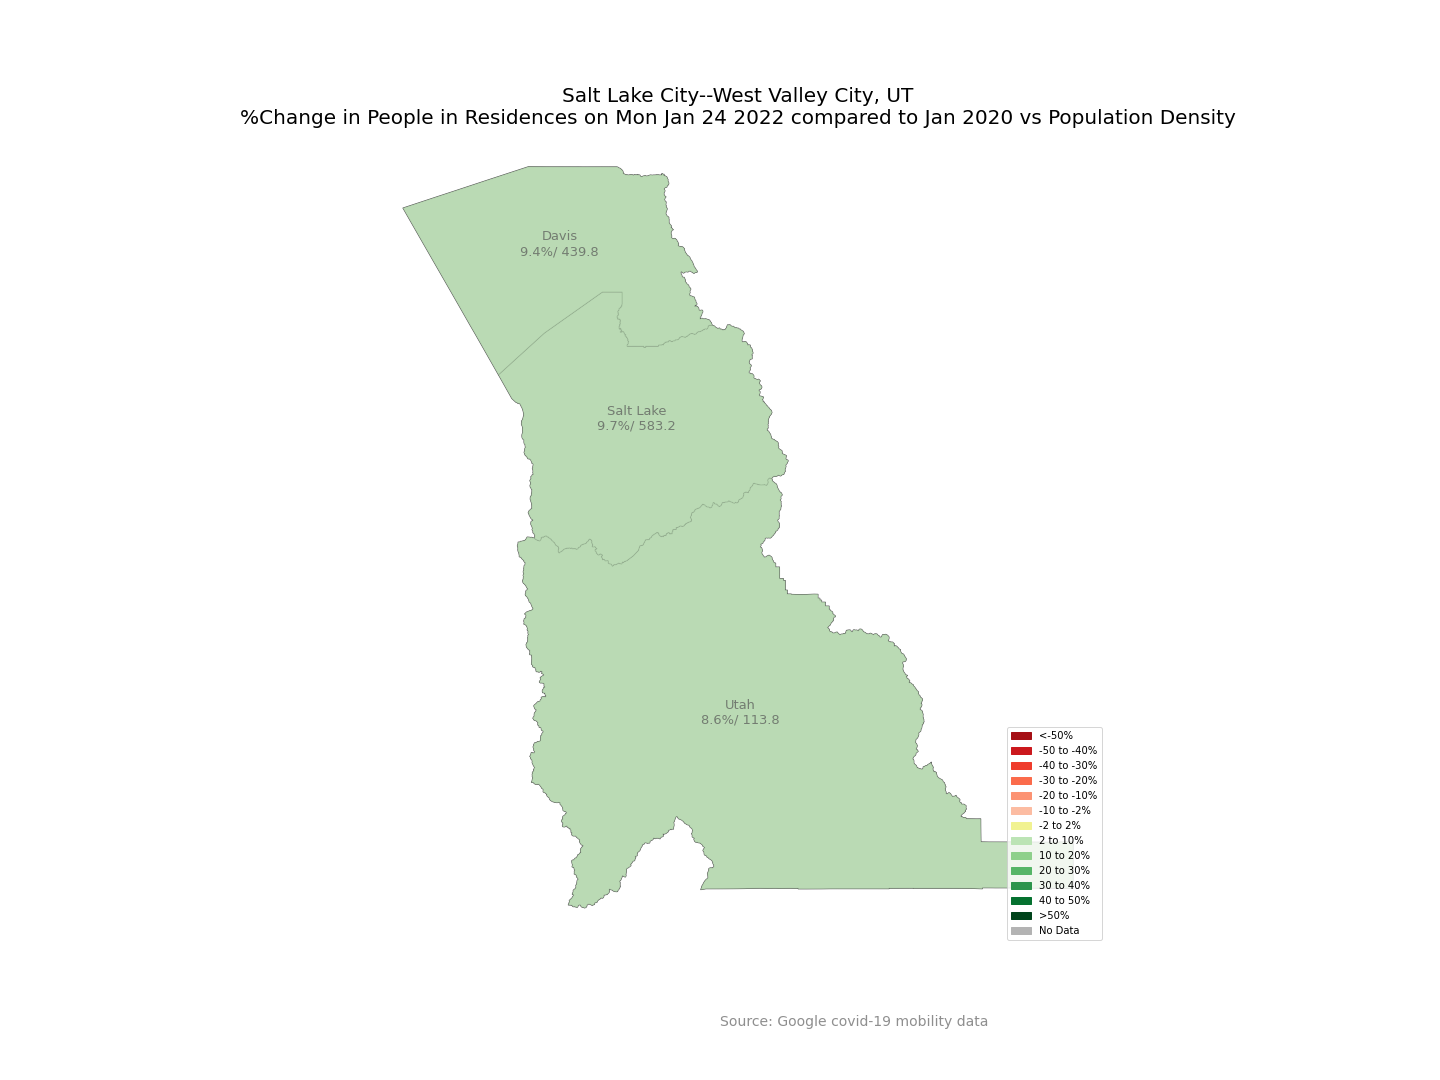 Salt Lake City--West Valley City, UT
%Change in People in Residences on Mon Jan 24 2022 compared to Jan 2020 vs Population Density
Davis
9.4%/ 439.8
Salt Lake
9.7%/ 583.2
Utah
8.6%/ 113.8
<-50%
-50 to -40%
-40 to -30%
-30 to -20%
-20 to -10%
-10 to -2%
-2 to 2%
2 to 10%
10 to 20%
20 to 30%
30 to 40%
40 to 50%
>50%
No Data
Source: Google covid-19 mobility data